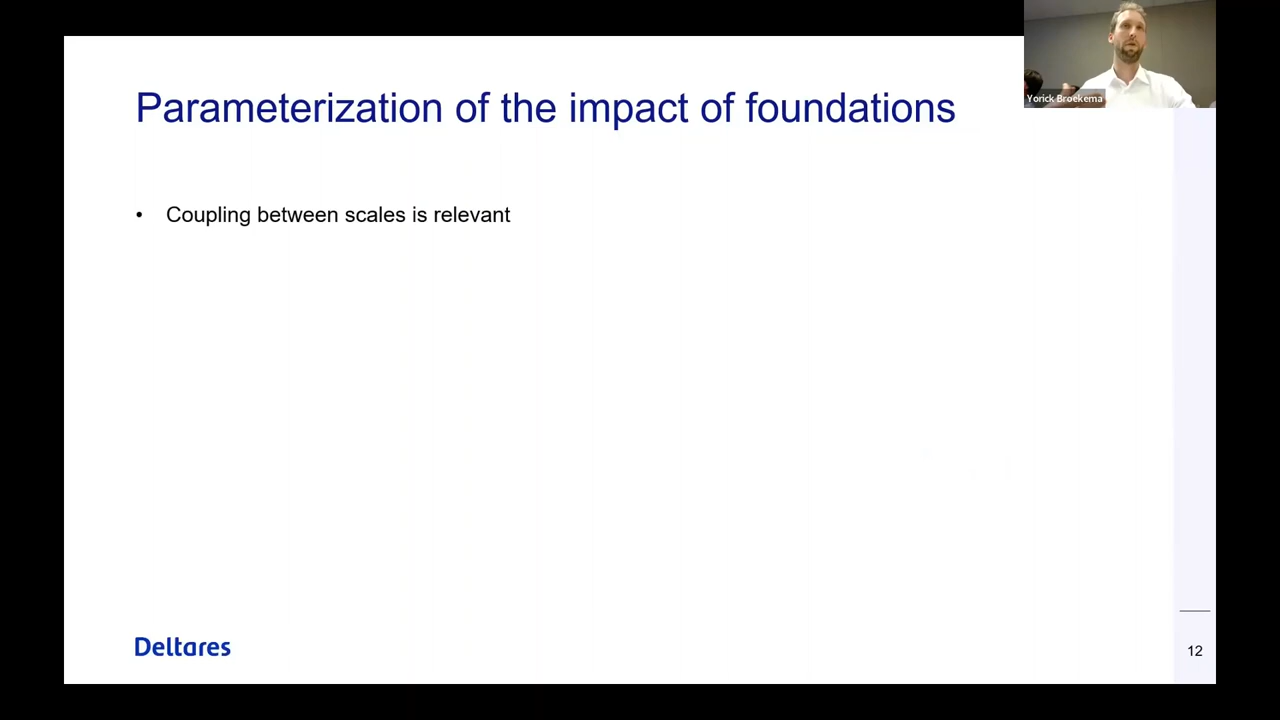 Parameterization of the impact of foundations
Yorick Broekema
• Coupling between scales is relevant
Deltares
12